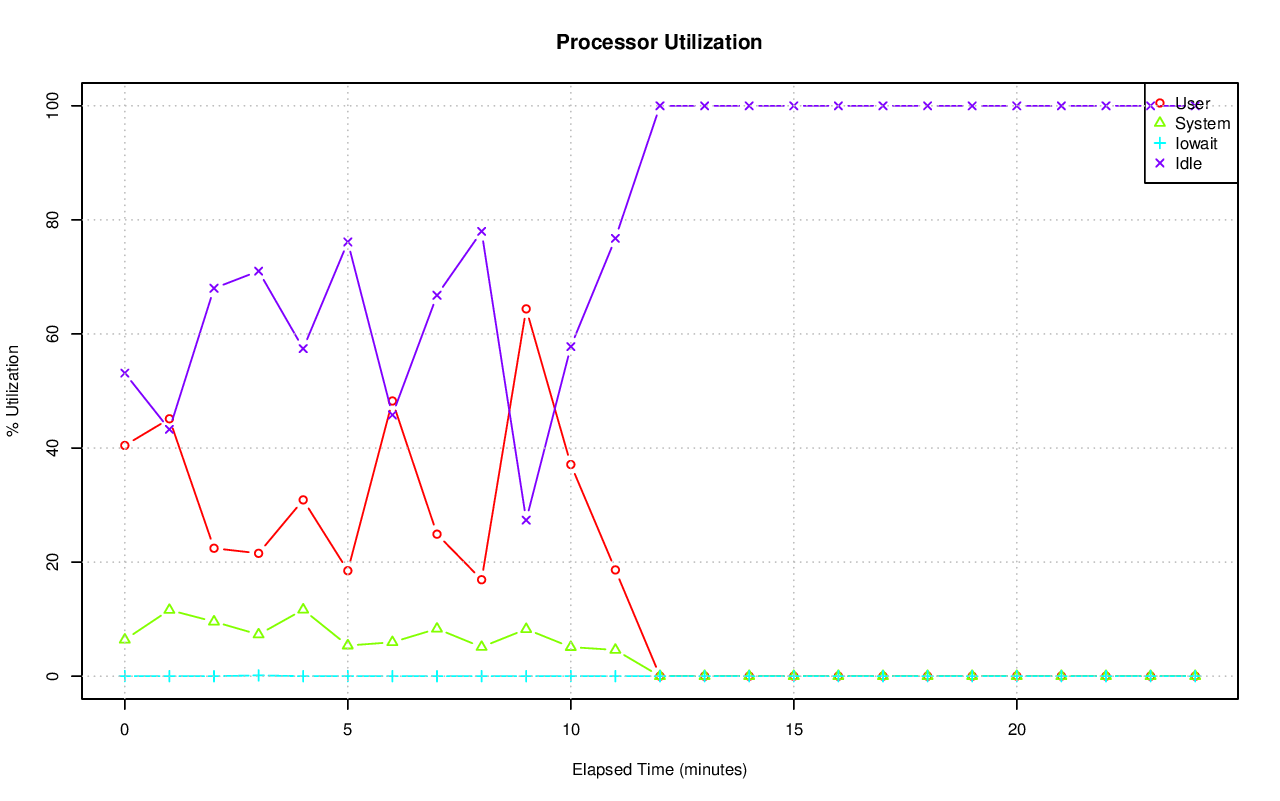 Processor Utilization
% Utilization
100
80
60
40
20
0
User
System
Iowait
Idle
0 5 10 15 20
Elapsed Time (minutes)